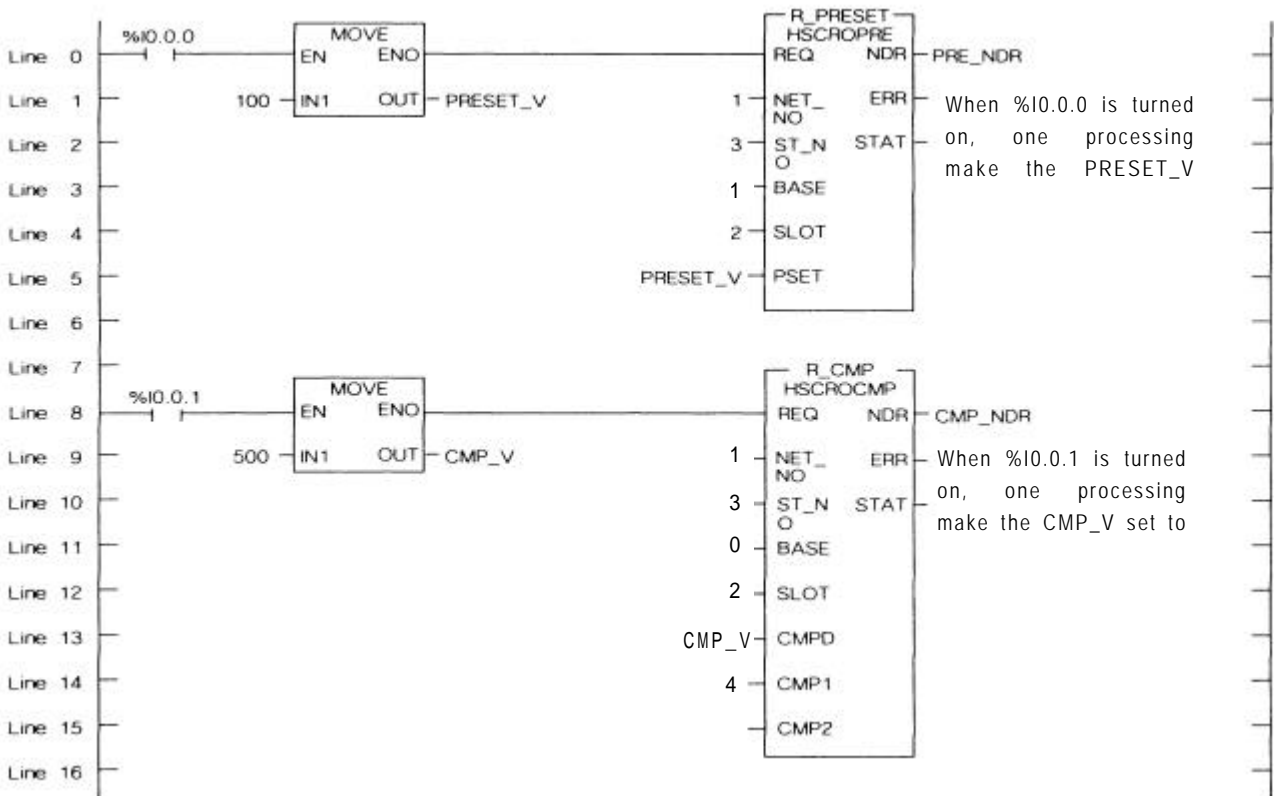 R_PRESET
%I0.0.0 MOVE HSCROPRE
Line 0 EN ENO REQ NDR PRE_NDR
Line 1 100 IN1 OUT PRESET_V 1 NET_ ERR When %I0.0.0 is turned
NO
Line 2 3 ST_N STAT on, one processing
O make the PRESET_V
Line 3 1 BASE
Line 4 2 SLOT
Line 5 PRESET_V PSET
Line 6
Line 7 R_CMP
%I0.0.1 MOVE HSCROCMP
Line 8 EN ENO REQ NDR CMP_NDR
Line 9 500 IN1 OUT CMP_V 1 NET_ ERR When %I0.0.1 is turned
NO
Line 10 3 ST_N STAT on, one processing
O make the CMP_V set to
Line 11 0 BASE
Line 12 2 SLOT
Line 13 CMP_V CMPD
Line 14 4 CMP1
Line 15 CMP2
Line 16